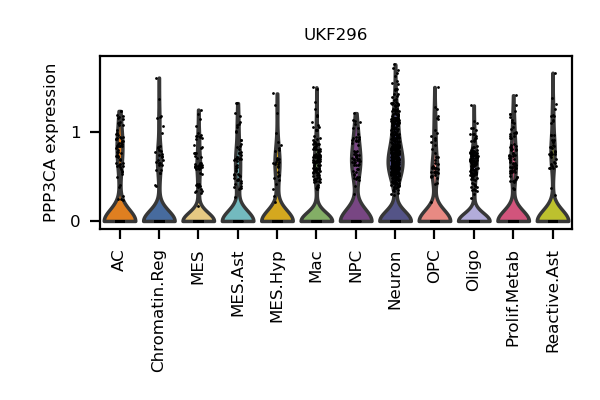 UKF296
PPP3CA expression
1
0
AC
Chromatin.Reg
MES
MES.Ast
MES.Hyp
Mac
NPC
Neuron
OPC
Oligo
Prolif.Metab
Reactive.Ast